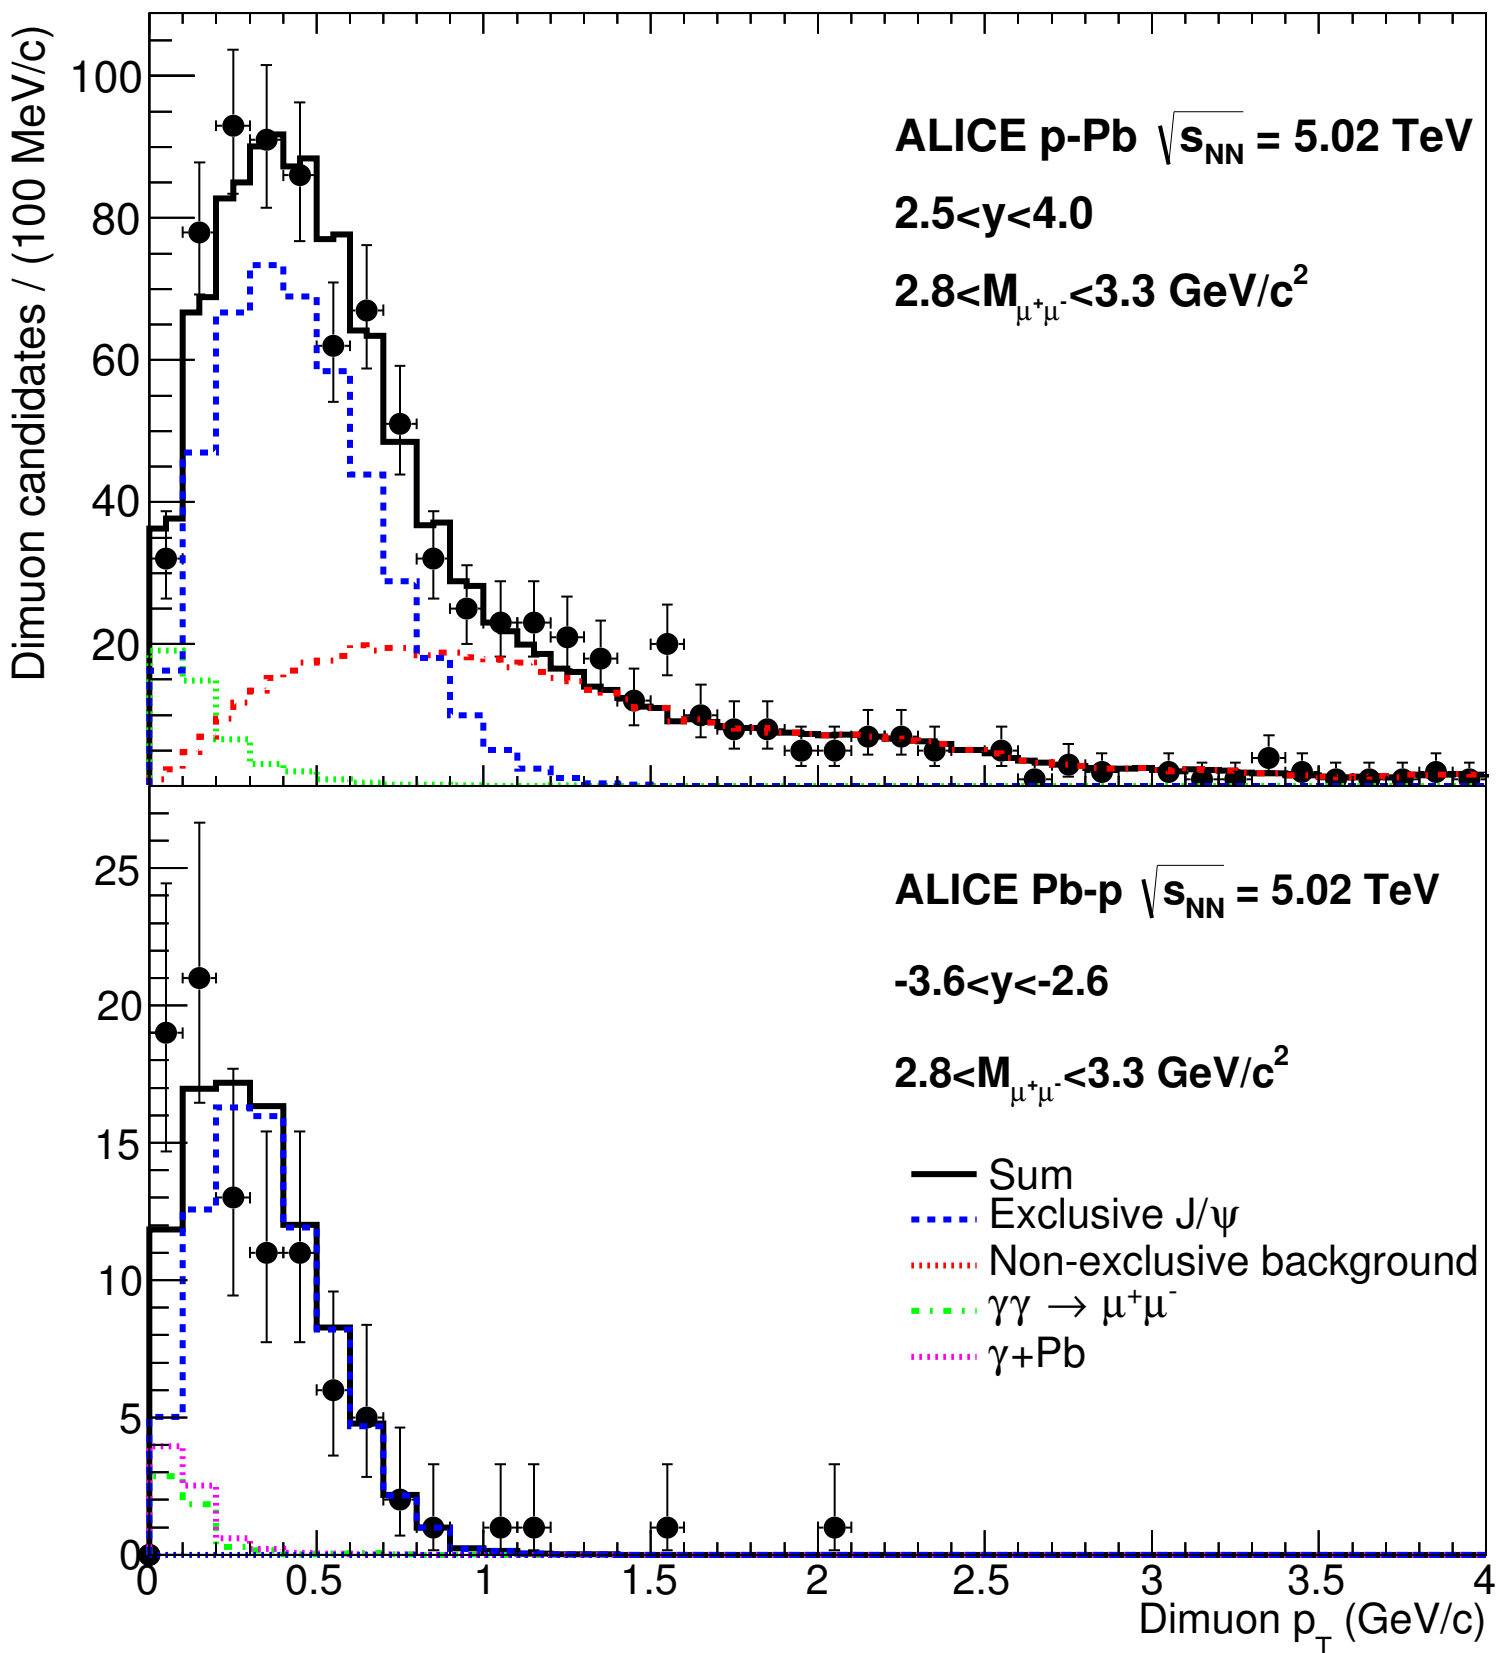 Dimuon candidates / (100 MeV/c)
100
80
60
40
20
ALICE p-Pb √s_NN = 5.02 TeV
2.5<y<4.0
2.8<M_μ⁺μ⁻<3.3 GeV/c²
25
20
15
10
5
0
ALICE Pb-p √s_NN = 5.02 TeV
-3.6<y<-2.6
2.8<M_μ⁺μ⁻<3.3 GeV/c²
Sum
Exclusive J/ψ
Non-exclusive background
γγ → μ⁺μ⁻
γ+Pb
0 0.5 1 1.5 2 2.5 3 3.5 4
Dimuon p_T (GeV/c)